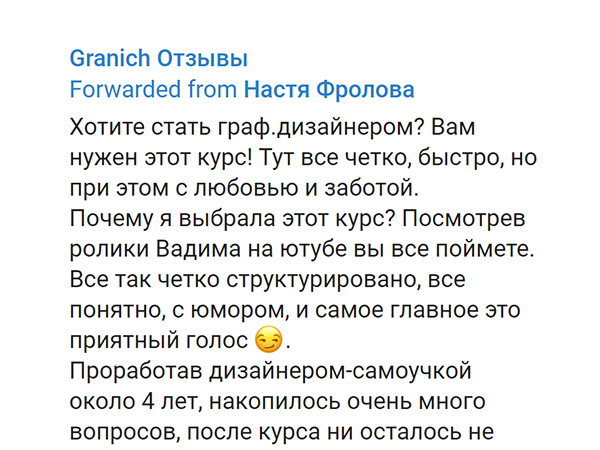 Granich Отзывы
Forwarded from Настя Фролова
Хотите стать граф.дизайнером? Вам
нужен этот курс! Тут все четко, быстро, но
при этом с любовью и заботой.
Почему я выбрала этот курс? Посмотрев
ролики Вадима на ютубе вы все поймете.
Все так четко структурировано, все
понятно, с юмором, и самое главное это
приятный голос 😏.
Проработав дизайнером-самоучкой
около 4 лет, накопилось очень много
вопросов, после курса ни осталось не